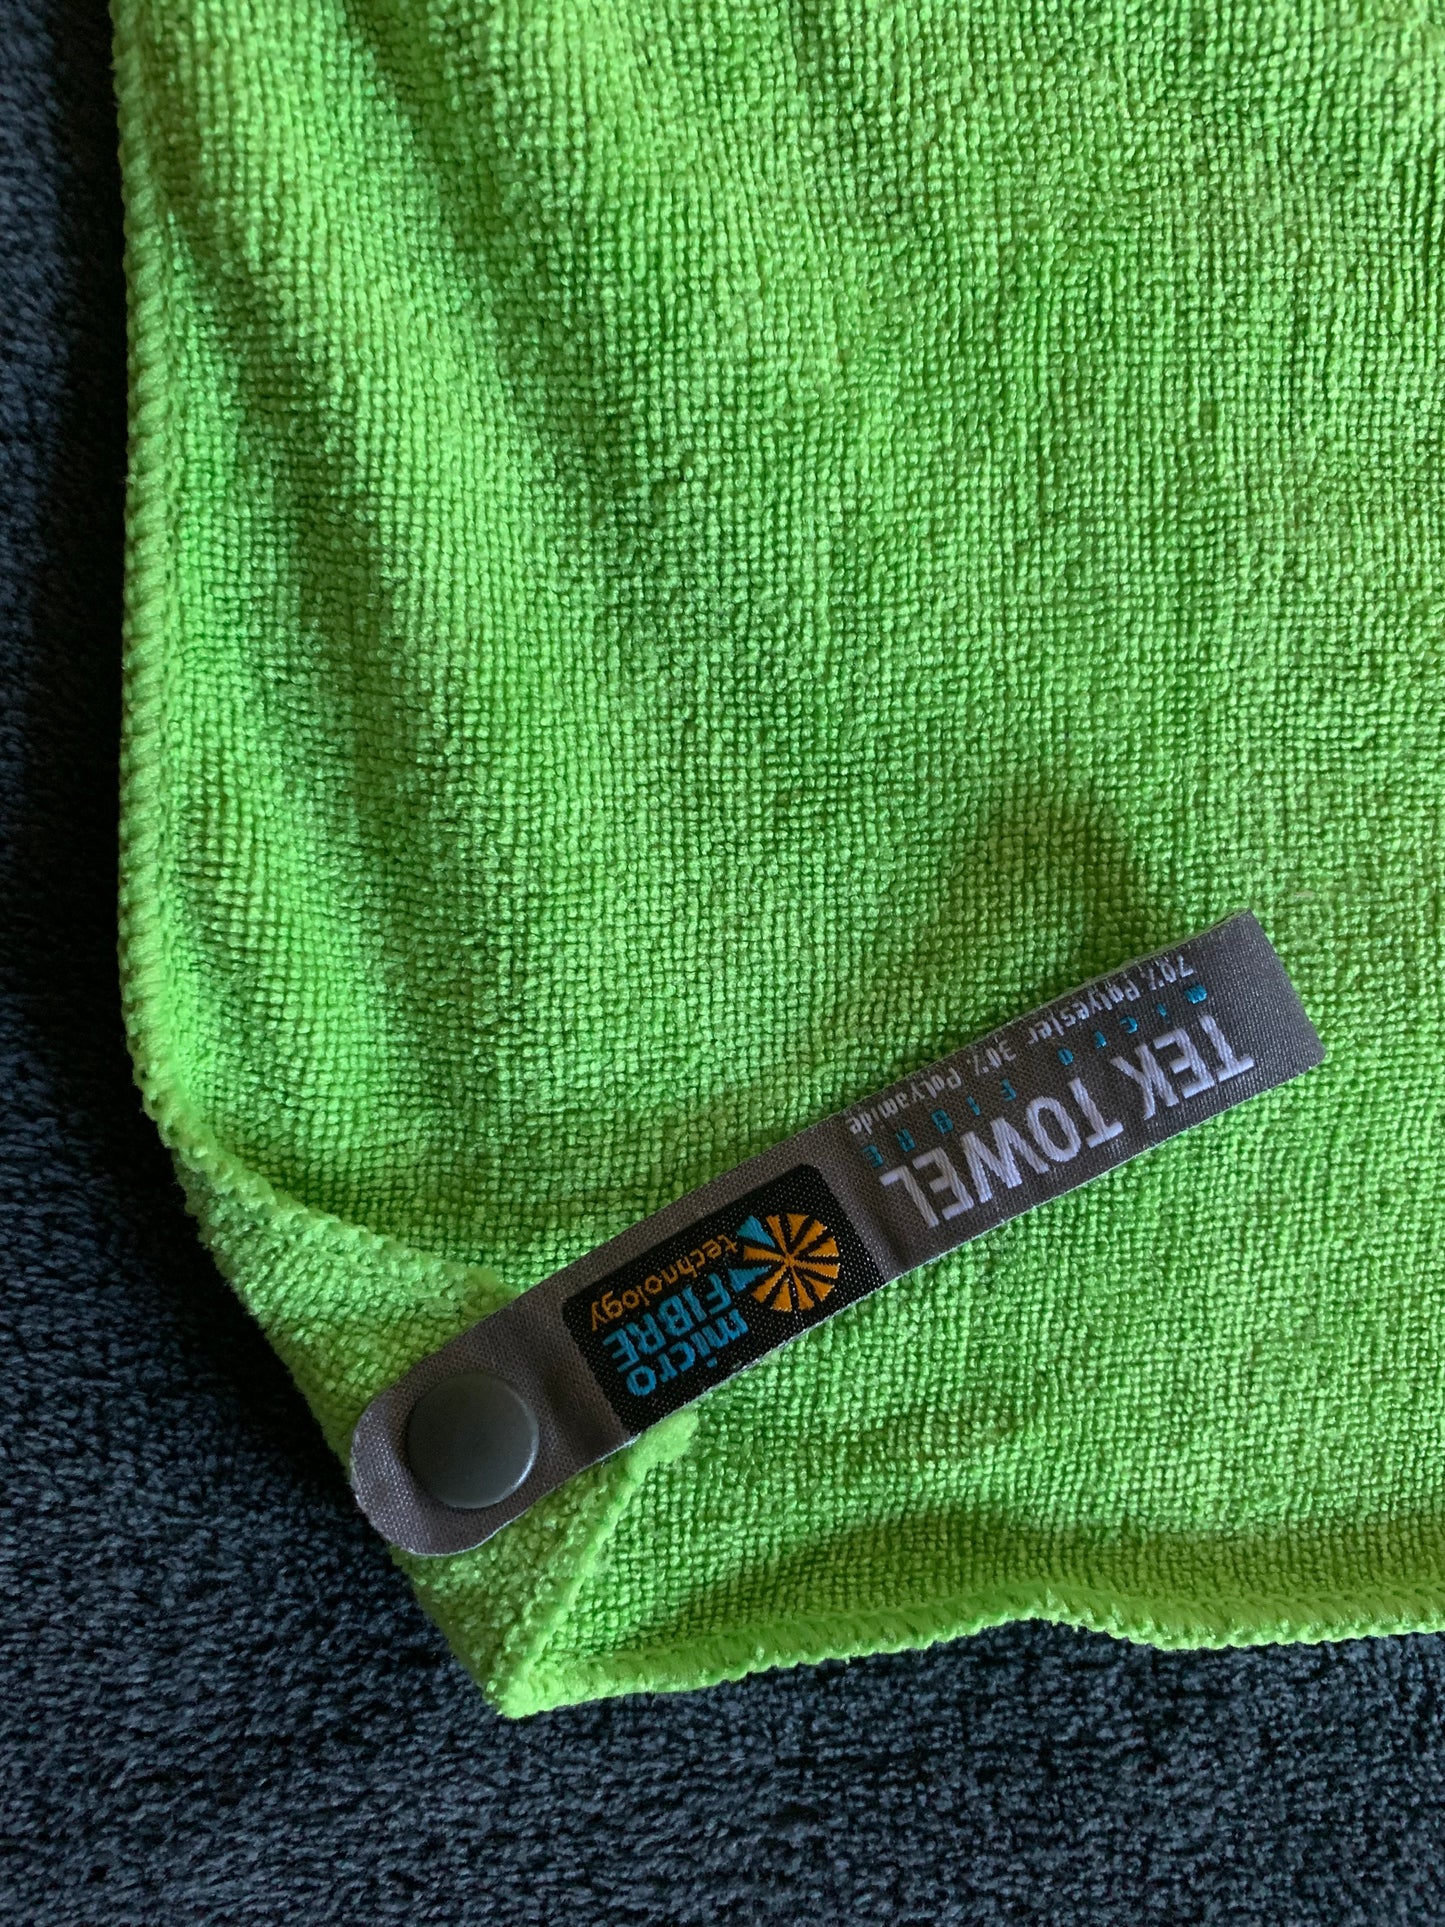 TEK TOWEL
MICRO FIBRE
70% Polyester 30% Polyamide
micro
FIBRE
technology